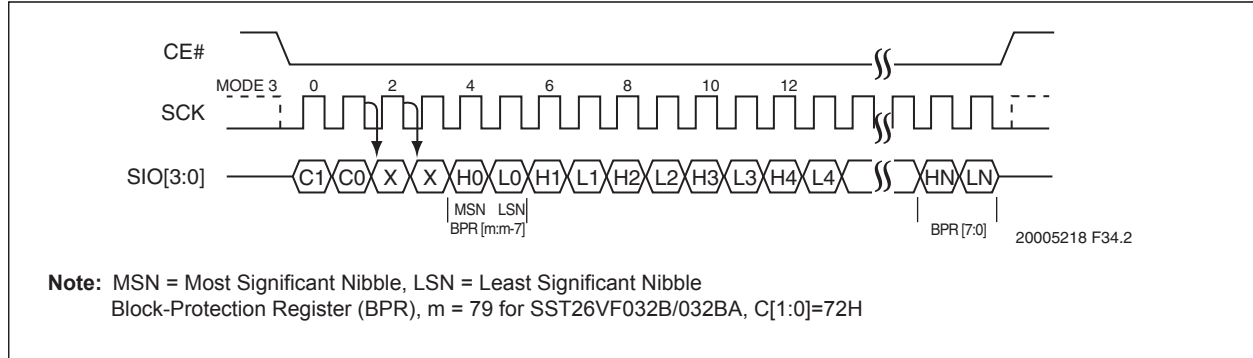 CE#
MODE 3 0 2 4 6 8 10 12
SCK
SIO[3:0] C1 C0 X X H0 L0 H1 L1 H2 L2 H3 L3 H4 L4 HN LN
MSN LSN
BPR [m:m-7]
BPR [7:0]
20005218 F34.2
Note: MSN = Most Significant Nibble, LSN = Least Significant Nibble
Block-Protection Register (BPR), m = 79 for SST26VF032B/032BA, C[1:0]=72H